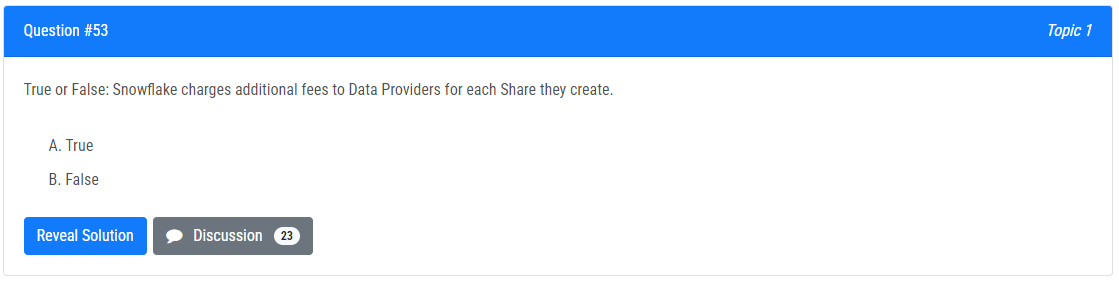 Question #53
Topic 1
True or False: Snowflake charges additional fees to Data Providers for each Share they create.
A. True
B. False
Reveal Solution
Discussion 23